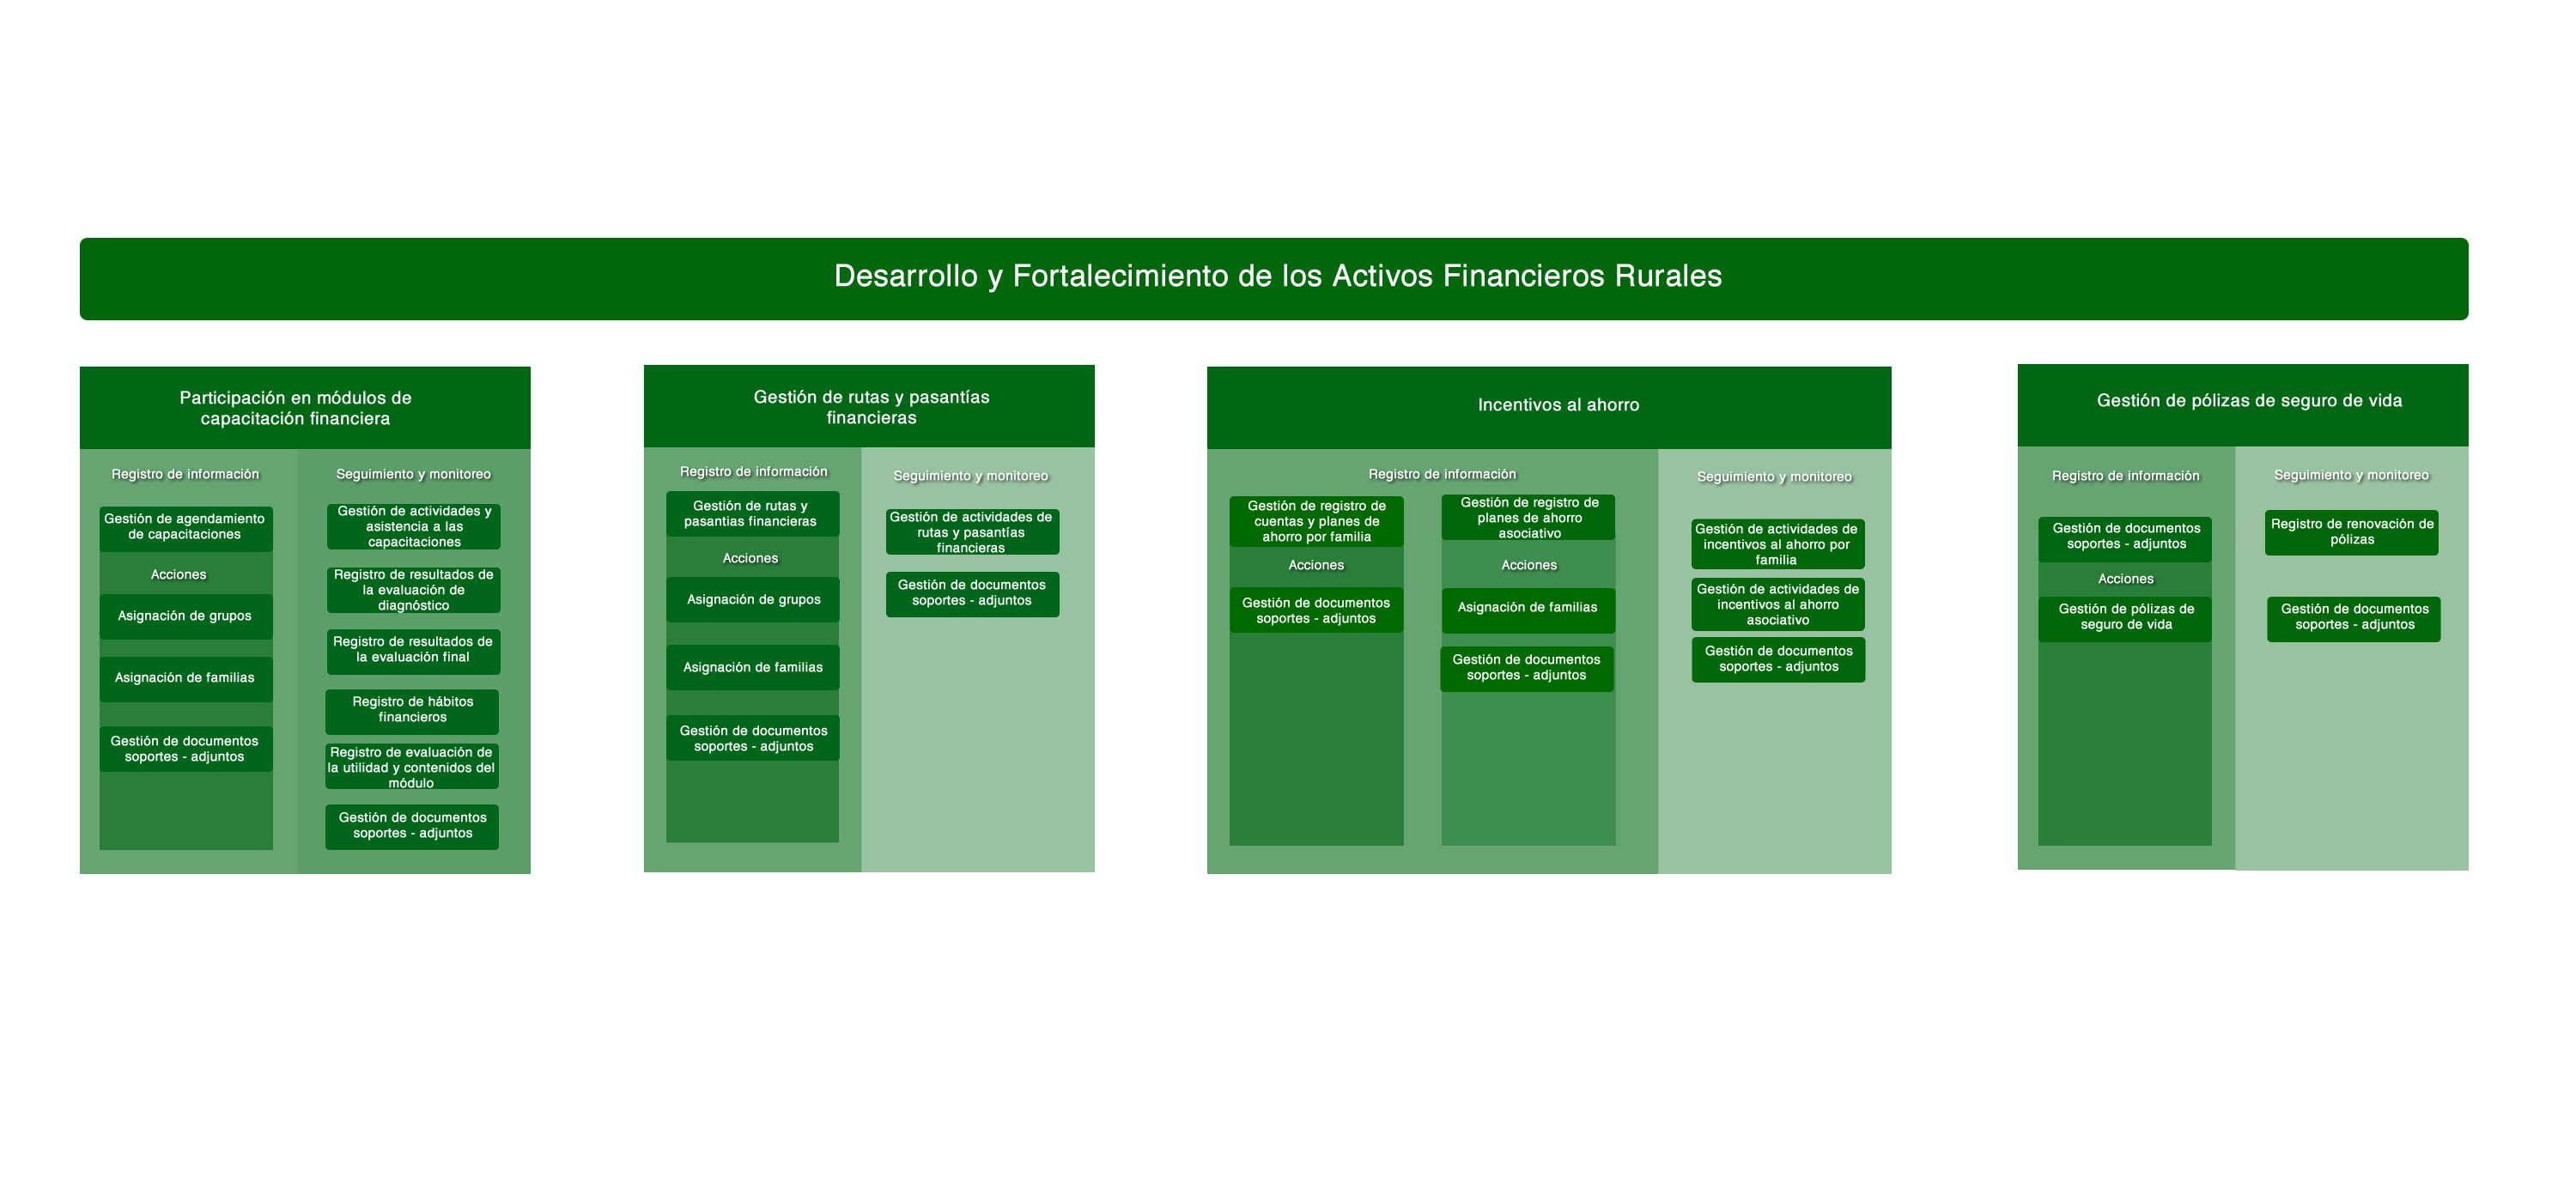 Desarrollo y Fortalecimiento de los Activos Financieros Rurales
Participación en módulos de
capacitación financiera
Registro de información
Gestión de agendamiento
de capacitaciones
Acciones
Asignación de grupos
Asignación de familias
Gestión de documentos
soportes - adjuntos
Seguimiento y monitoreo
Gestión de actividades y
asistencia a las
capacitaciones
Registro de resultados de
la evaluación de
diagnóstico
Registro de resultados de
la evaluación final
Registro de hábitos
financieros
Registro de evaluación de
la utilidad y contenidos del
módulo
Gestión de documentos
soportes - adjuntos
Gestión de rutas y pasantías
financieras
Registro de información
Gestión de rutas y
pasantias financieras
Acciones
Asignación de grupos
Asignación de familias
Gestión de documentos
soportes - adjuntos
Seguimiento y monitoreo
Gestión de actividades de
rutas y pasantías
financieras
Gestión de documentos
soportes - adjuntos
Incentivos al ahorro
Registro de información
Gestión de registro de
cuentas y planes de
ahorro por familia
Acciones
Gestión de documentos
soportes - adjuntos
Gestión de registro de
planes de ahorro
asociativo
Acciones
Asignación de familias
Gestión de documentos
soportes - adjuntos
Seguimiento y monitoreo
Gestión de actividades de
incentivos al ahorro por
familia
Gestión de actividades de
incentivos al ahorro
asociativo
Gestión de documentos
soportes - adjuntos
Gestión de pólizas de seguro de vida
Registro de información
Gestión de documentos
soportes - adjuntos
Acciones
Gestión de pólizas de
seguro de vida
Seguimiento y monitoreo
Registro de renovación de
pólizas
Gestión de documentos
soportes - adjuntos